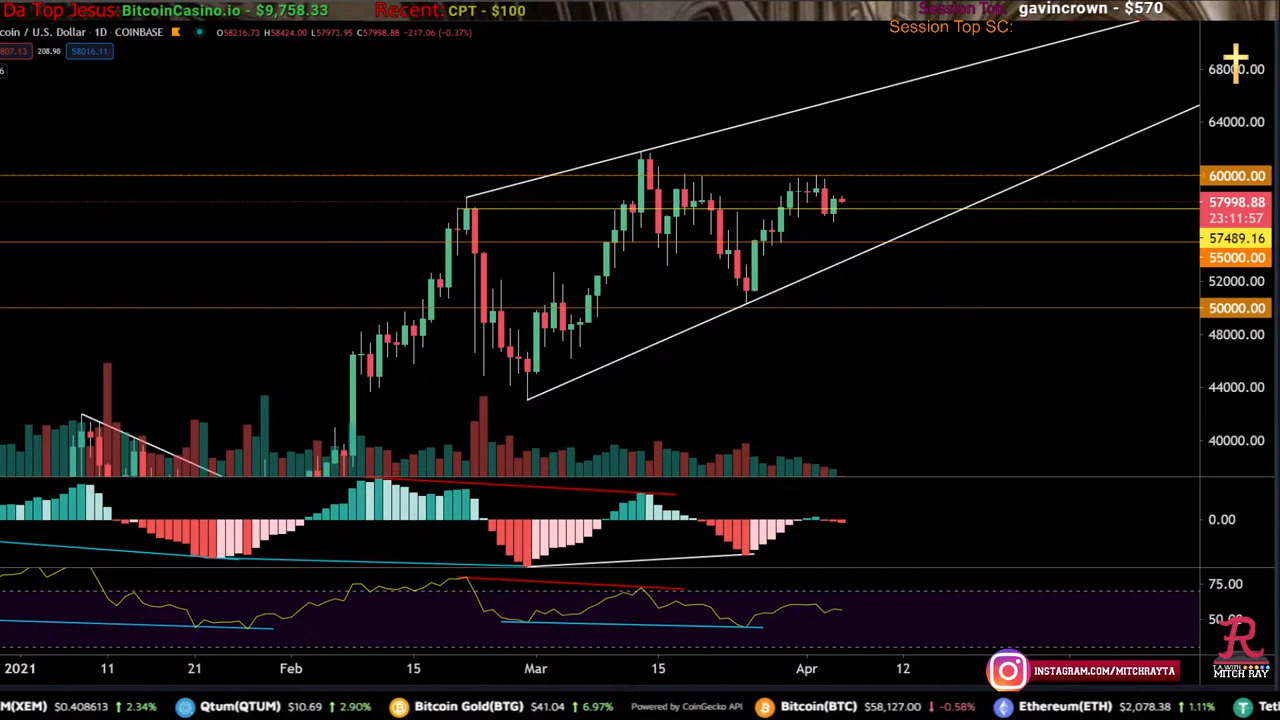 Da Top Jesus:BitcoinCasino.io - $9,758.33
Recent: CPT - $100
Session Top: gavincrown - $570
Session Top SC:
coin / U.S. Dollar · 1D · COINBASE O58216.73 H58424.00 L57973.95 C57998.88 -217.06 (-0.37%)
807.13 208.98 58016.11
6
68000.00
64000.00
60000.00
57998.88
23:11:57
57489.16
55000.00
52000.00
50000.00
48000.00
44000.00
40000.00
0.00
75.00
50.00
2021 11 21 Feb 15 Mar 15 Apr 12
INSTAGRAM.COM/MITCHRAYTA
R
T.A WITH
MITCH RAY
M(XEM) $0.408613 ↑ 2.34% Qtum(QTUM) $10.69 ↑ 2.90% Bitcoin Gold(BTG) $41.04 ↑ 6.97% Powered by CoinGecko API Bitcoin(BTC) $58,127.00 ↓ -0.58% Ethereum(ETH) $2,078.38 ↑ 1.11% Tet